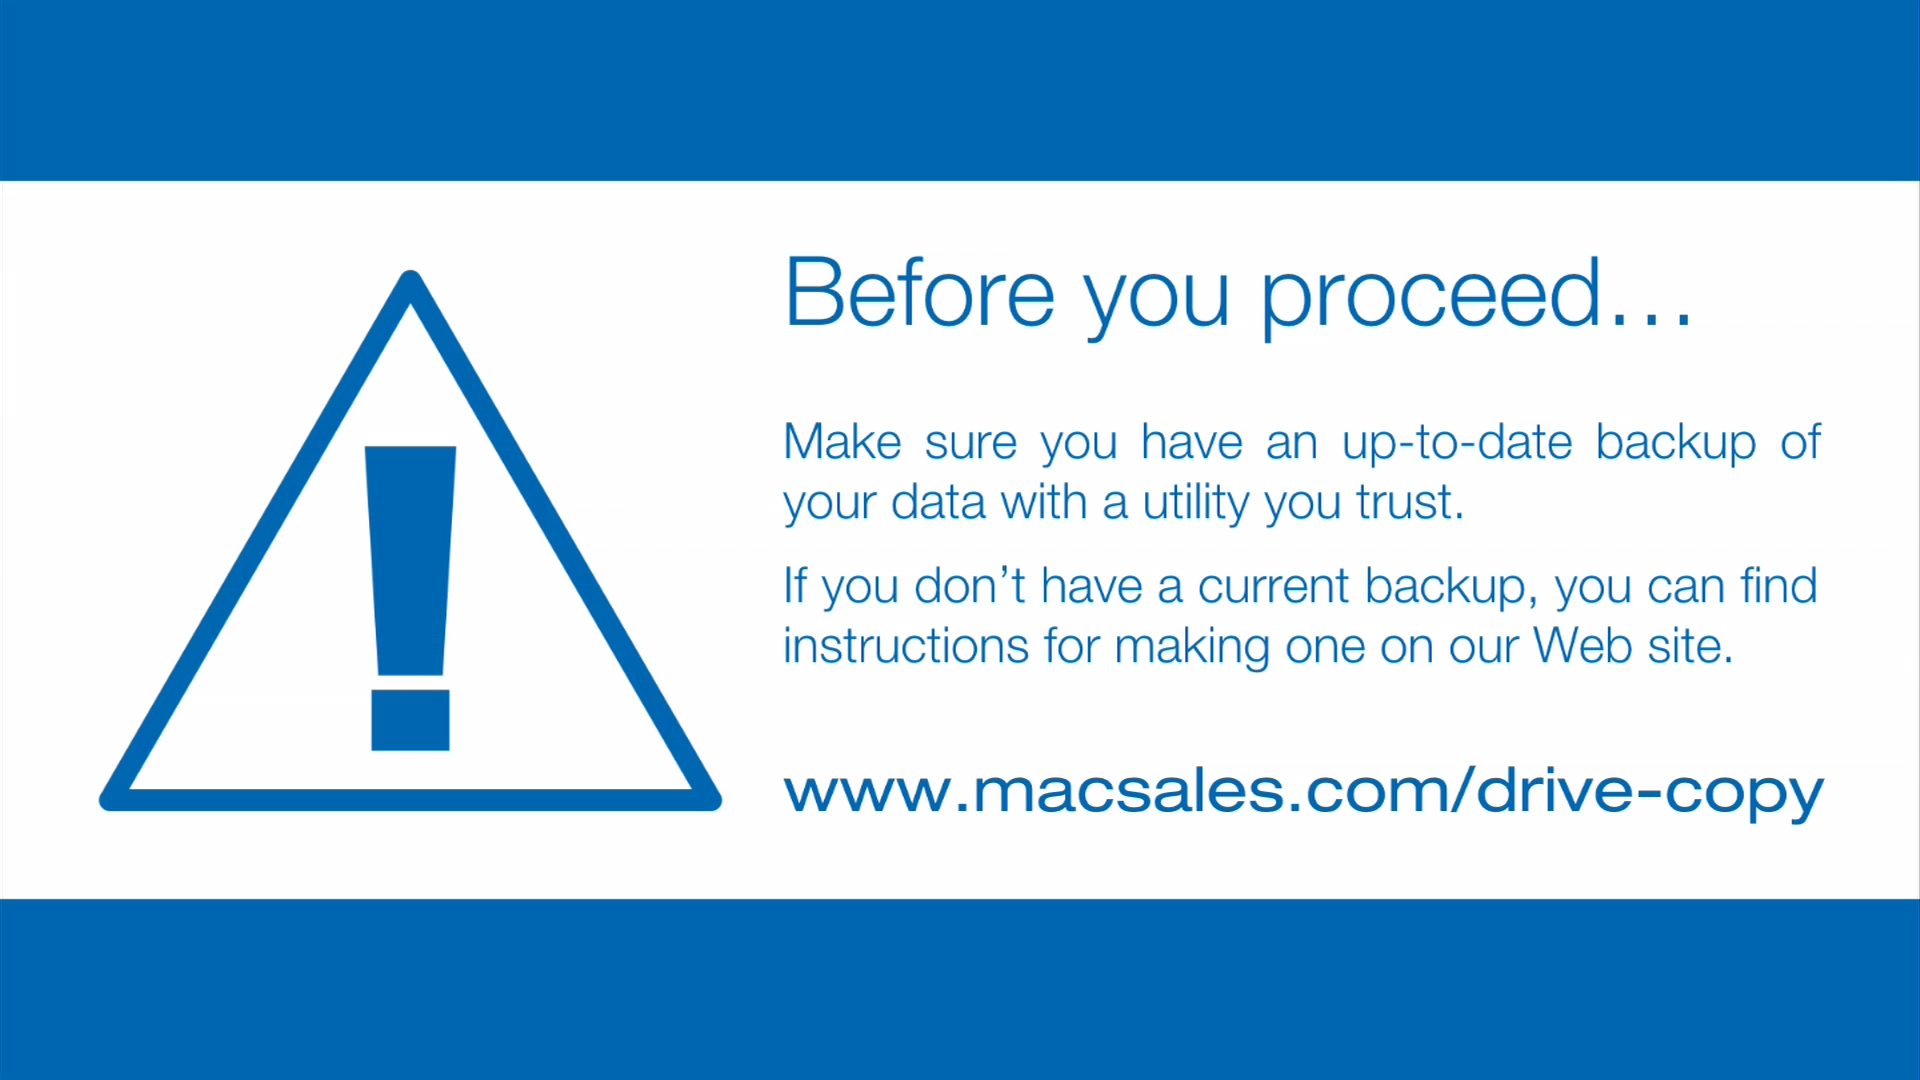 Before you proceed…
Make sure you have an up-to-date backup of
your data with a utility you trust.
If you don’t have a current backup, you can find
instructions for making one on our Web site.
www.macsales.com/drive-copy